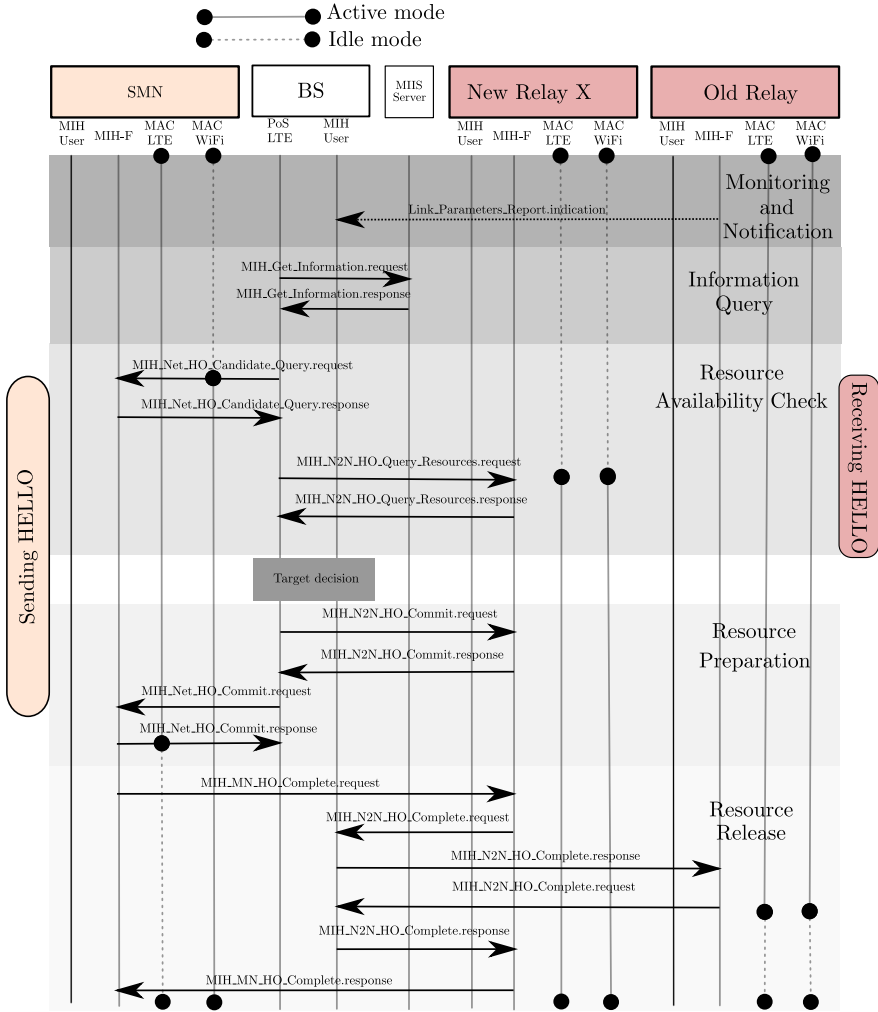 Active mode
Idle mode
SMN
BS
MIIS
Server
New Relay X
Old Relay
MIH
User
MIH-F
MAC
LTE
MAC
WiFi
PoS
LTE
MIH
User
MIH
User
MIH-F
MAC
LTE
MAC
WiFi
MIH
User
MIH-F
MAC
LTE
MAC
WiFi
Monitoring
and
Notification
Link_Parameters_Report.indication
MIH_Get_Information.request
MIH_Get_Information.response
Information
Query
MIH_Net_HO_Candidate_Query.request
MIH_Net_HO_Candidate_Query.response
Resource
Availability Check
MIH_N2N_HO_Query_Resources.request
MIH_N2N_HO_Query_Resources.response
Sending HELLO
Receiving HELLO
Target decision
MIH_N2N_HO_Commit.request
MIH_N2N_HO_Commit.response
Resource
Preparation
MIH_Net_HO_Commit.request
MIH_Net_HO_Commit.response
MIH_MN_HO_Complete.request
MIH_N2N_HO_Complete.request
Resource
Release
MIH_N2N_HO_Complete.response
MIH_N2N_HO_Complete.request
MIH_N2N_HO_Complete.response
MIH_MN_HO_Complete.response